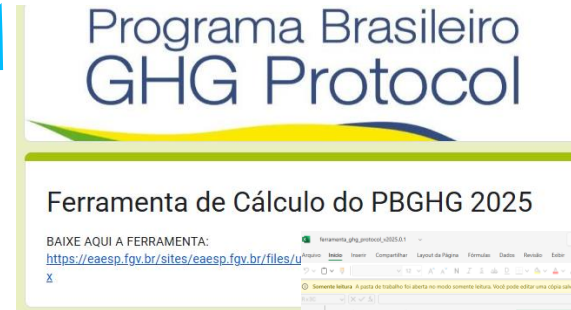 Programa Brasileiro
GHG Protocol
Ferramenta de Cálculo do PBGHG 2025
BAIXE AQUI A FERRAMENTA:
https://eaesp.fgv.br/sites/eaesp.fgv.br/files/u
x
ferramenta_ghg_protocol_v2025.0.1
Arquivo Início Inserir Compartilhar Layout da Página Fórmulas Dados Revisão Exibir
Somente leitura A pasta de trabalho foi aberta no modo somente leitura. Você pode editar uma cópia salv